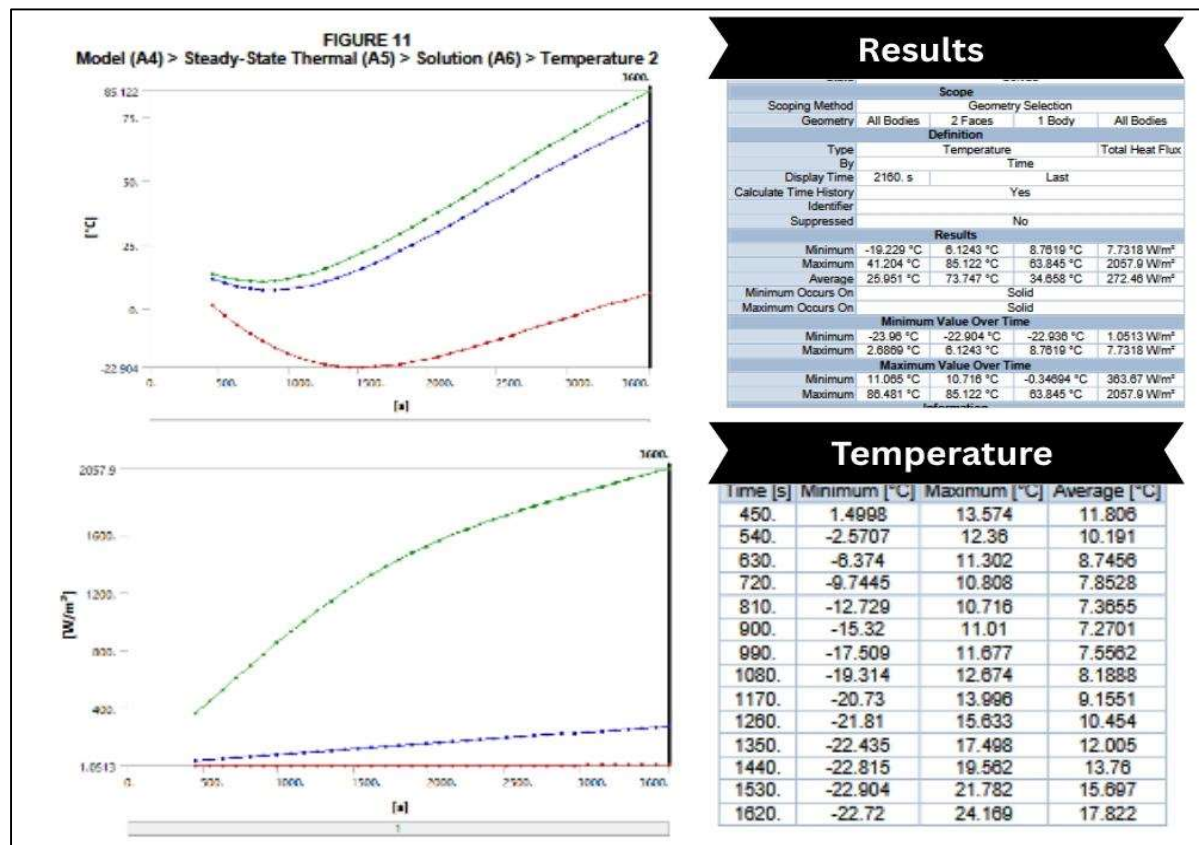 FIGURE 11
Model (A4) > Steady-State Thermal (A5) > Solution (A6) > Temperature 2
3600.
85.122
75.
50.
25.
0.
-22.904
[°C]
0. 500. 1000. 1500. 2000. 2500. 3000. 3600.
[s]
3600.
2057.9
1600.
1200.
800.
400.
1.0513
[W/m²]
0. 500. 1000. 1500. 2000. 2500. 3000. 3600.
[s]
1
Results
Scope
Scoping Method Geometry Selection
Geometry All Bodies 2 Faces 1 Body All Bodies
Definition
Type Temperature Total Heat Flux
By Time
Display Time 2160. s Last
Calculate Time History Yes
Identifier
Suppressed No
Results
Minimum -19.229 °C 6.1243 °C 8.7619 °C 7.7318 W/m²
Maximum 41.204 °C 85.122 °C 63.845 °C 2057.9 W/m²
Average 25.951 °C 73.747 °C 34.658 °C 272.46 W/m²
Minimum Occurs On Solid
Maximum Occurs On Solid
Minimum Value Over Time
Minimum -23.96 °C -22.904 °C -22.936 °C 1.0513 W/m²
Maximum 2.6869 °C 6.1243 °C 8.7619 °C 7.7318 W/m²
Maximum Value Over Time
Minimum 11.065 °C 10.716 °C -0.34694 °C 363.67 W/m²
Maximum 86.481 °C 85.122 °C 63.845 °C 2057.9 W/m²
Information
Temperature
Time [s] Minimum [°C] Maximum [°C] Average [°C]
450. 1.4998 13.574 11.806
540. -2.5707 12.36 10.191
630. -6.374 11.302 8.7456
720. -9.7445 10.808 7.8528
810. -12.729 10.716 7.3655
900. -15.32 11.01 7.2701
990. -17.509 11.677 7.5562
1080. -19.314 12.674 8.1888
1170. -20.73 13.996 9.1551
1260. -21.81 15.633 10.454
1350. -22.435 17.498 12.005
1440. -22.815 19.562 13.76
1530. -22.904 21.782 15.697
1620. -22.72 24.169 17.822